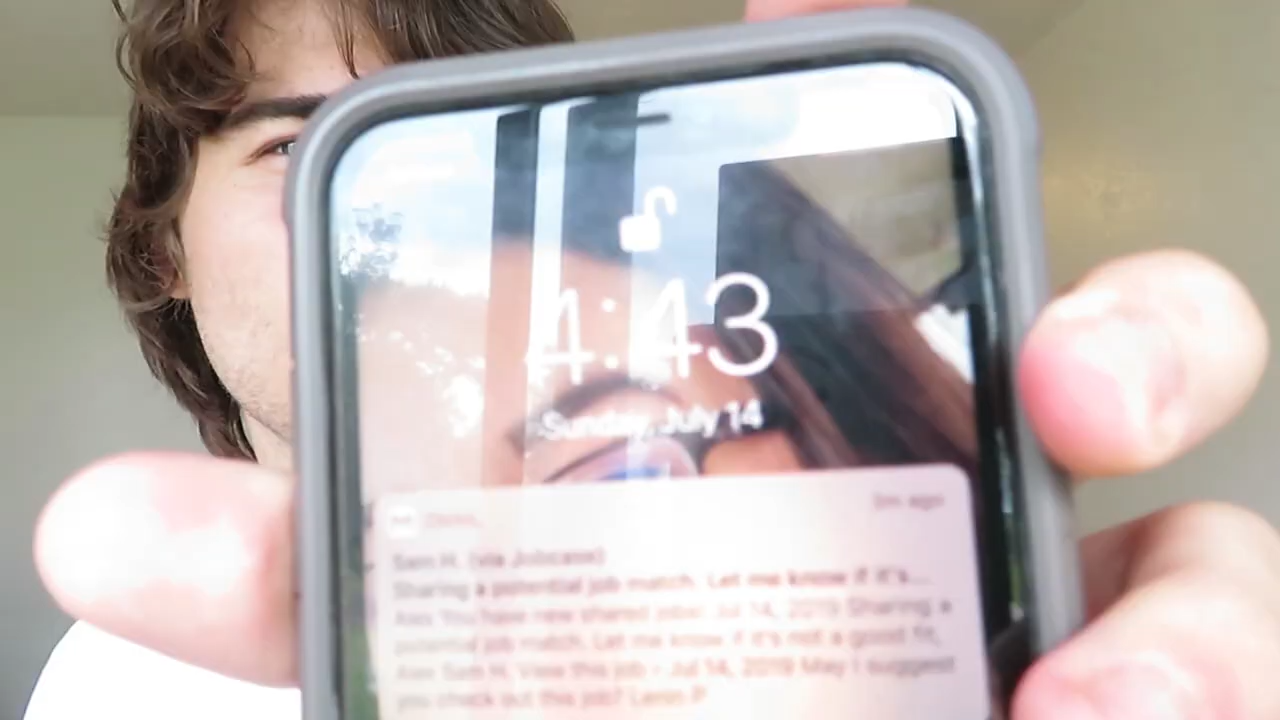 4:43
Sunday, July 14
2m ago
Sam H. (via Jobcase)
Sharing a potential job match. Let me know if it's...
You have new shared jobs! Jul 14, 2019 Sharing a
potential job match. Let me know if it's not a good fit,
Sam H. View this job - Jul 14, 2019 May I suggest
you check out this job?